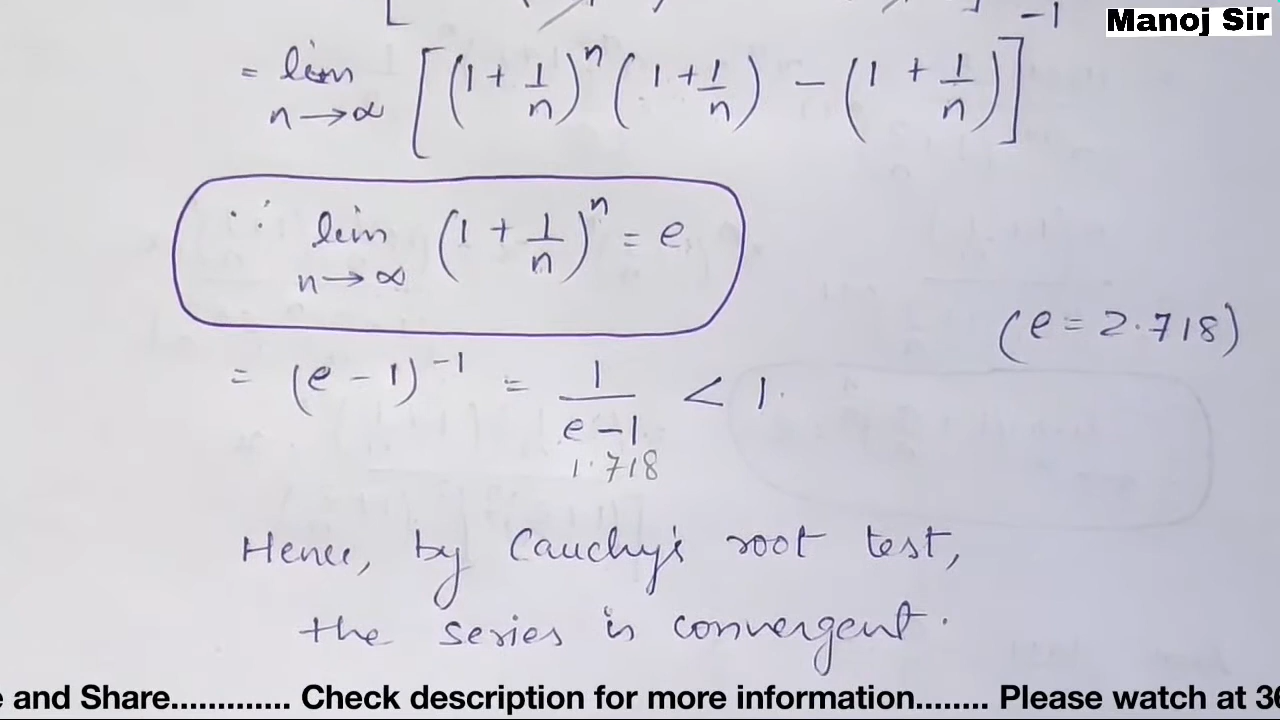 Manoj Sir
-1
= lim n→∞ [(1 + 1/n)^n (1 + 1/n) - (1 + 1/n)]
∵ lim n→∞ (1 + 1/n)^n = e
(e = 2.718)
= (e - 1)^-1 = 1/(e - 1) < 1.
1.718
Hence, by Cauchy's root test,
the series is convergent.
e and Share............. Check description for more information........ Please watch at 36